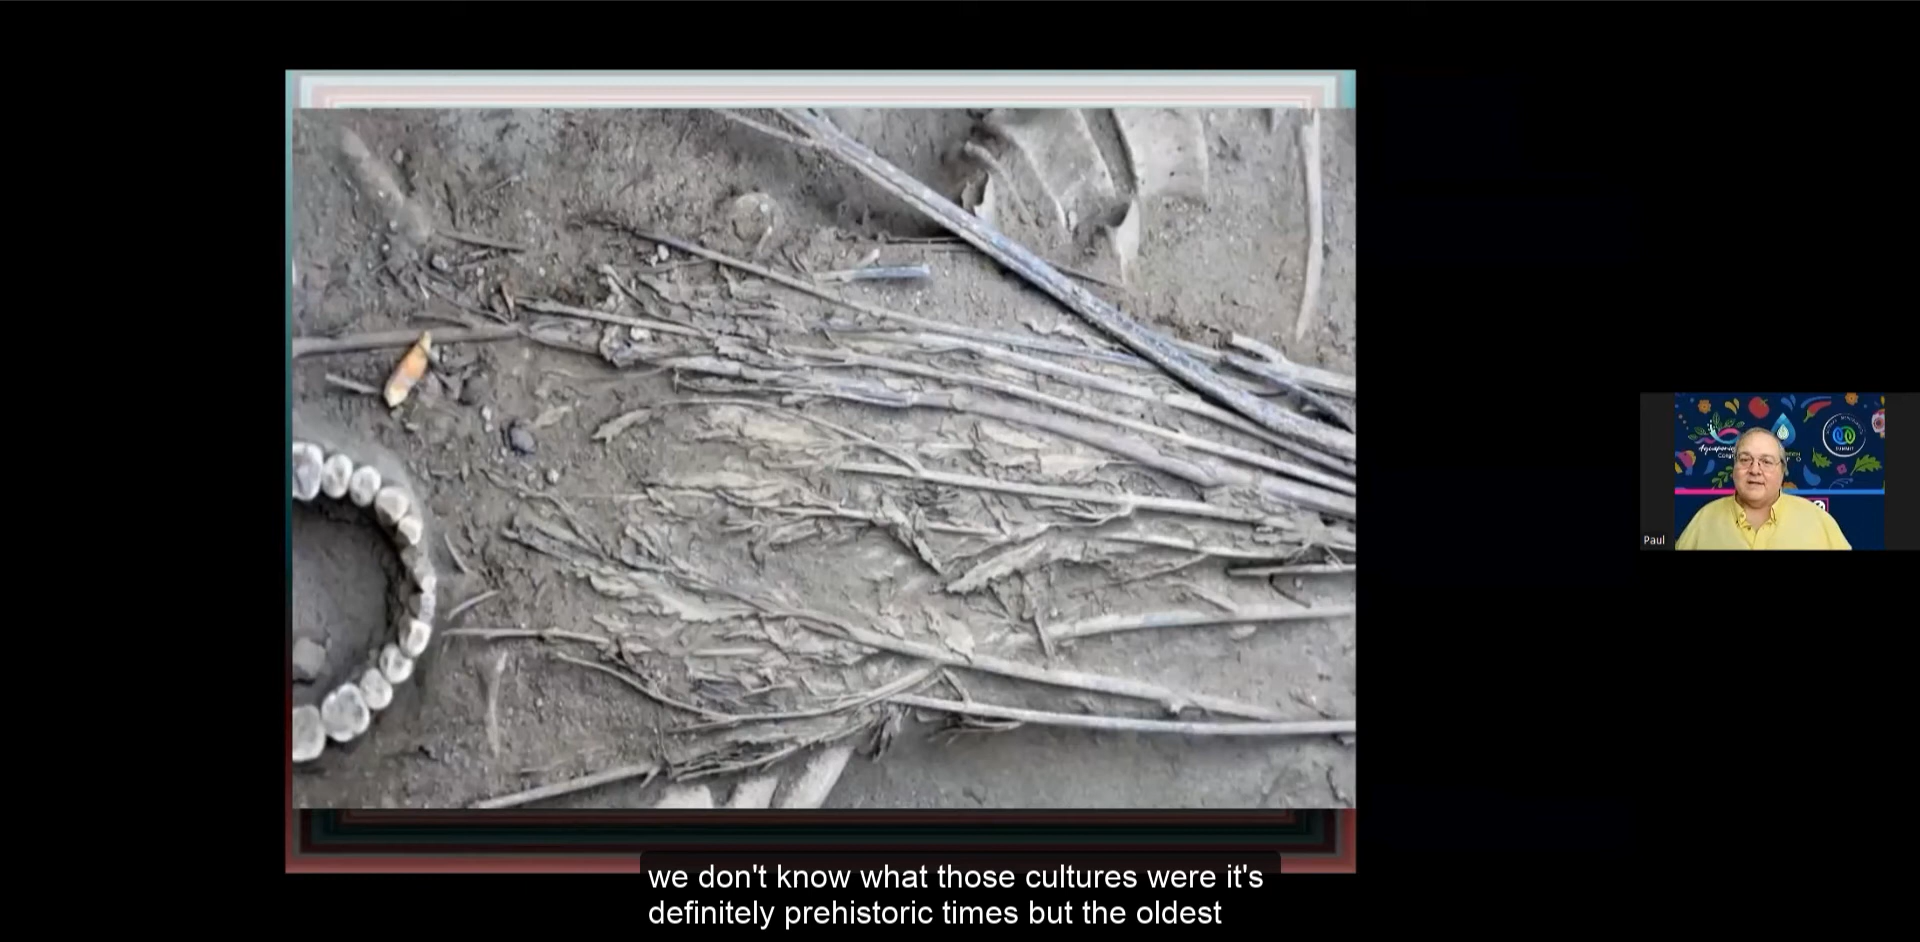 Paul
we don't know what those cultures were it's
definitely prehistoric times but the oldest